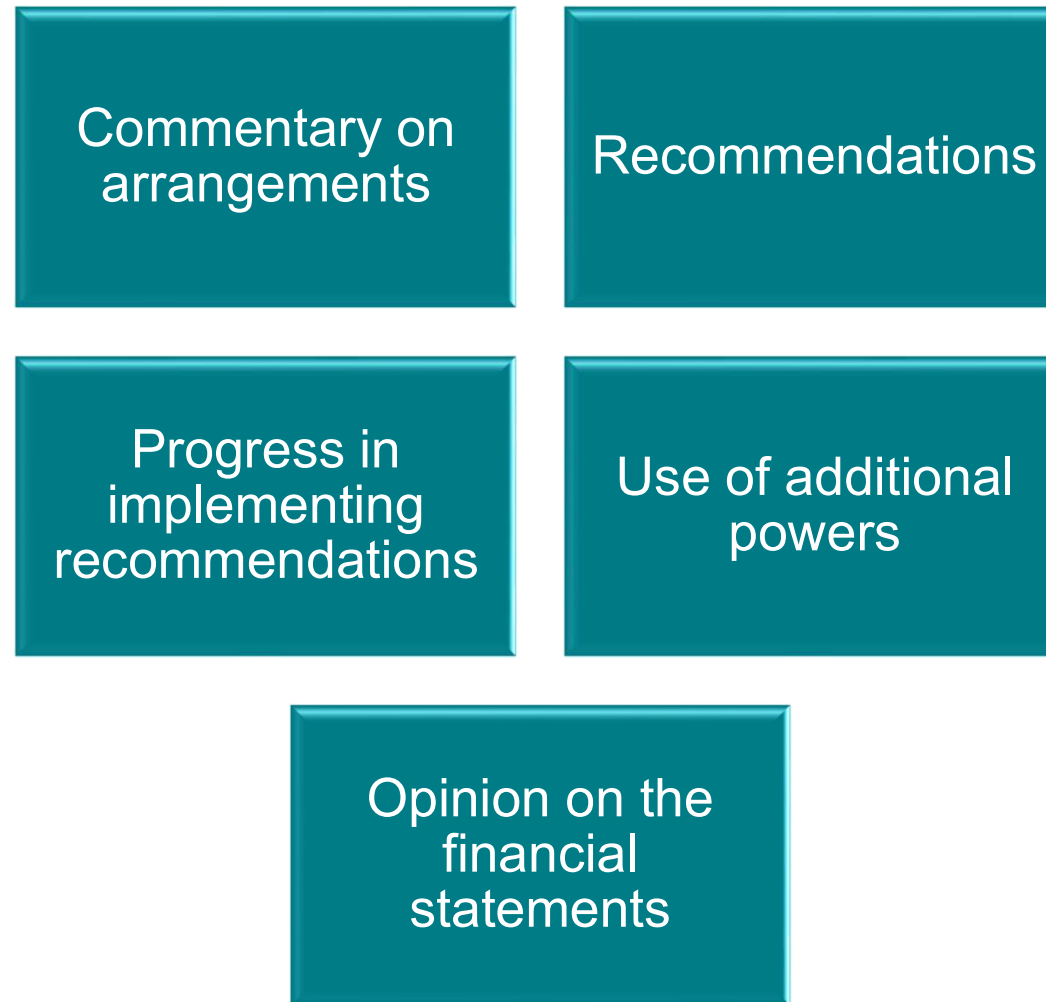 Commentary on
arrangements
Recommendations
Progress in
implementing
recommendations
Use of additional
powers
Opinion on the
financial
statements